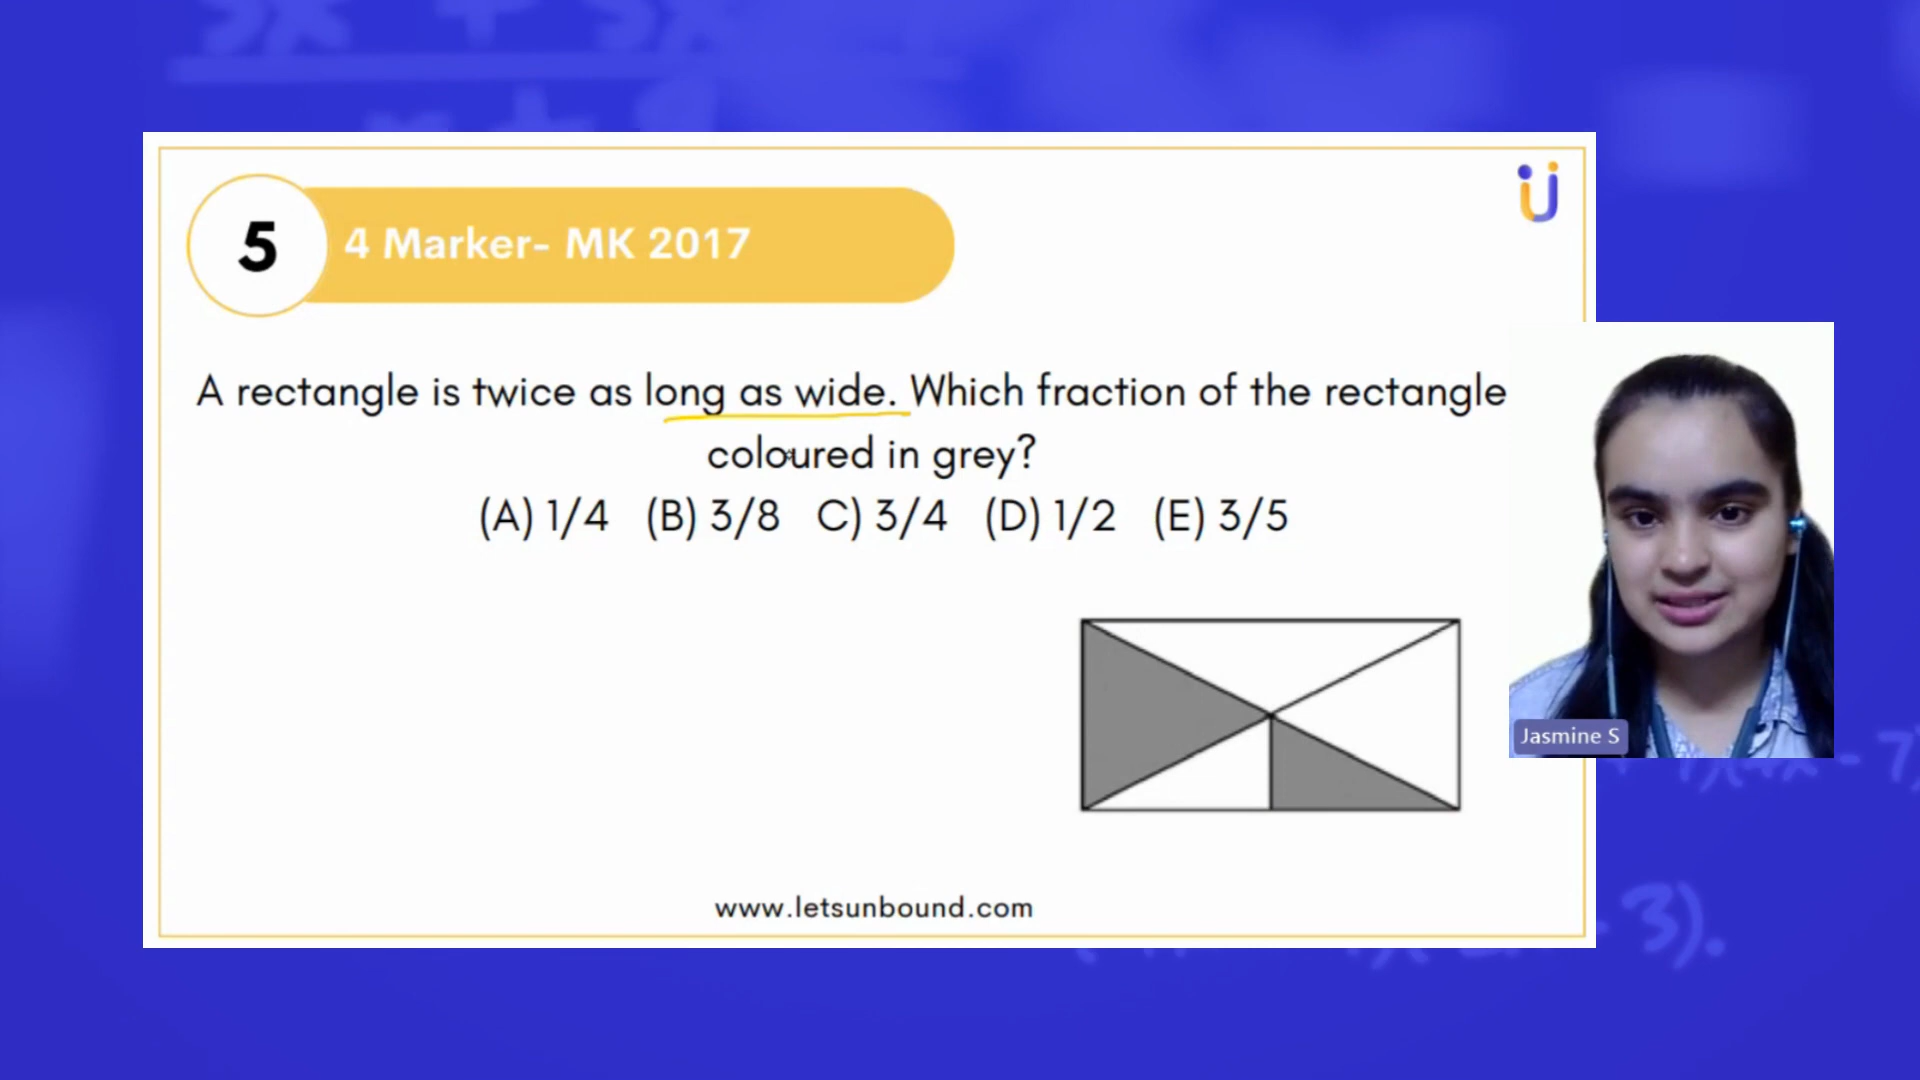 5
4 Marker- MK 2017
A rectangle is twice as long as wide. Which fraction of the rectangle
coloured in grey?
(A) 1/4 (B) 3/8 C) 3/4 (D) 1/2 (E) 3/5
Jasmine S
www.letsunbound.com
- 3).